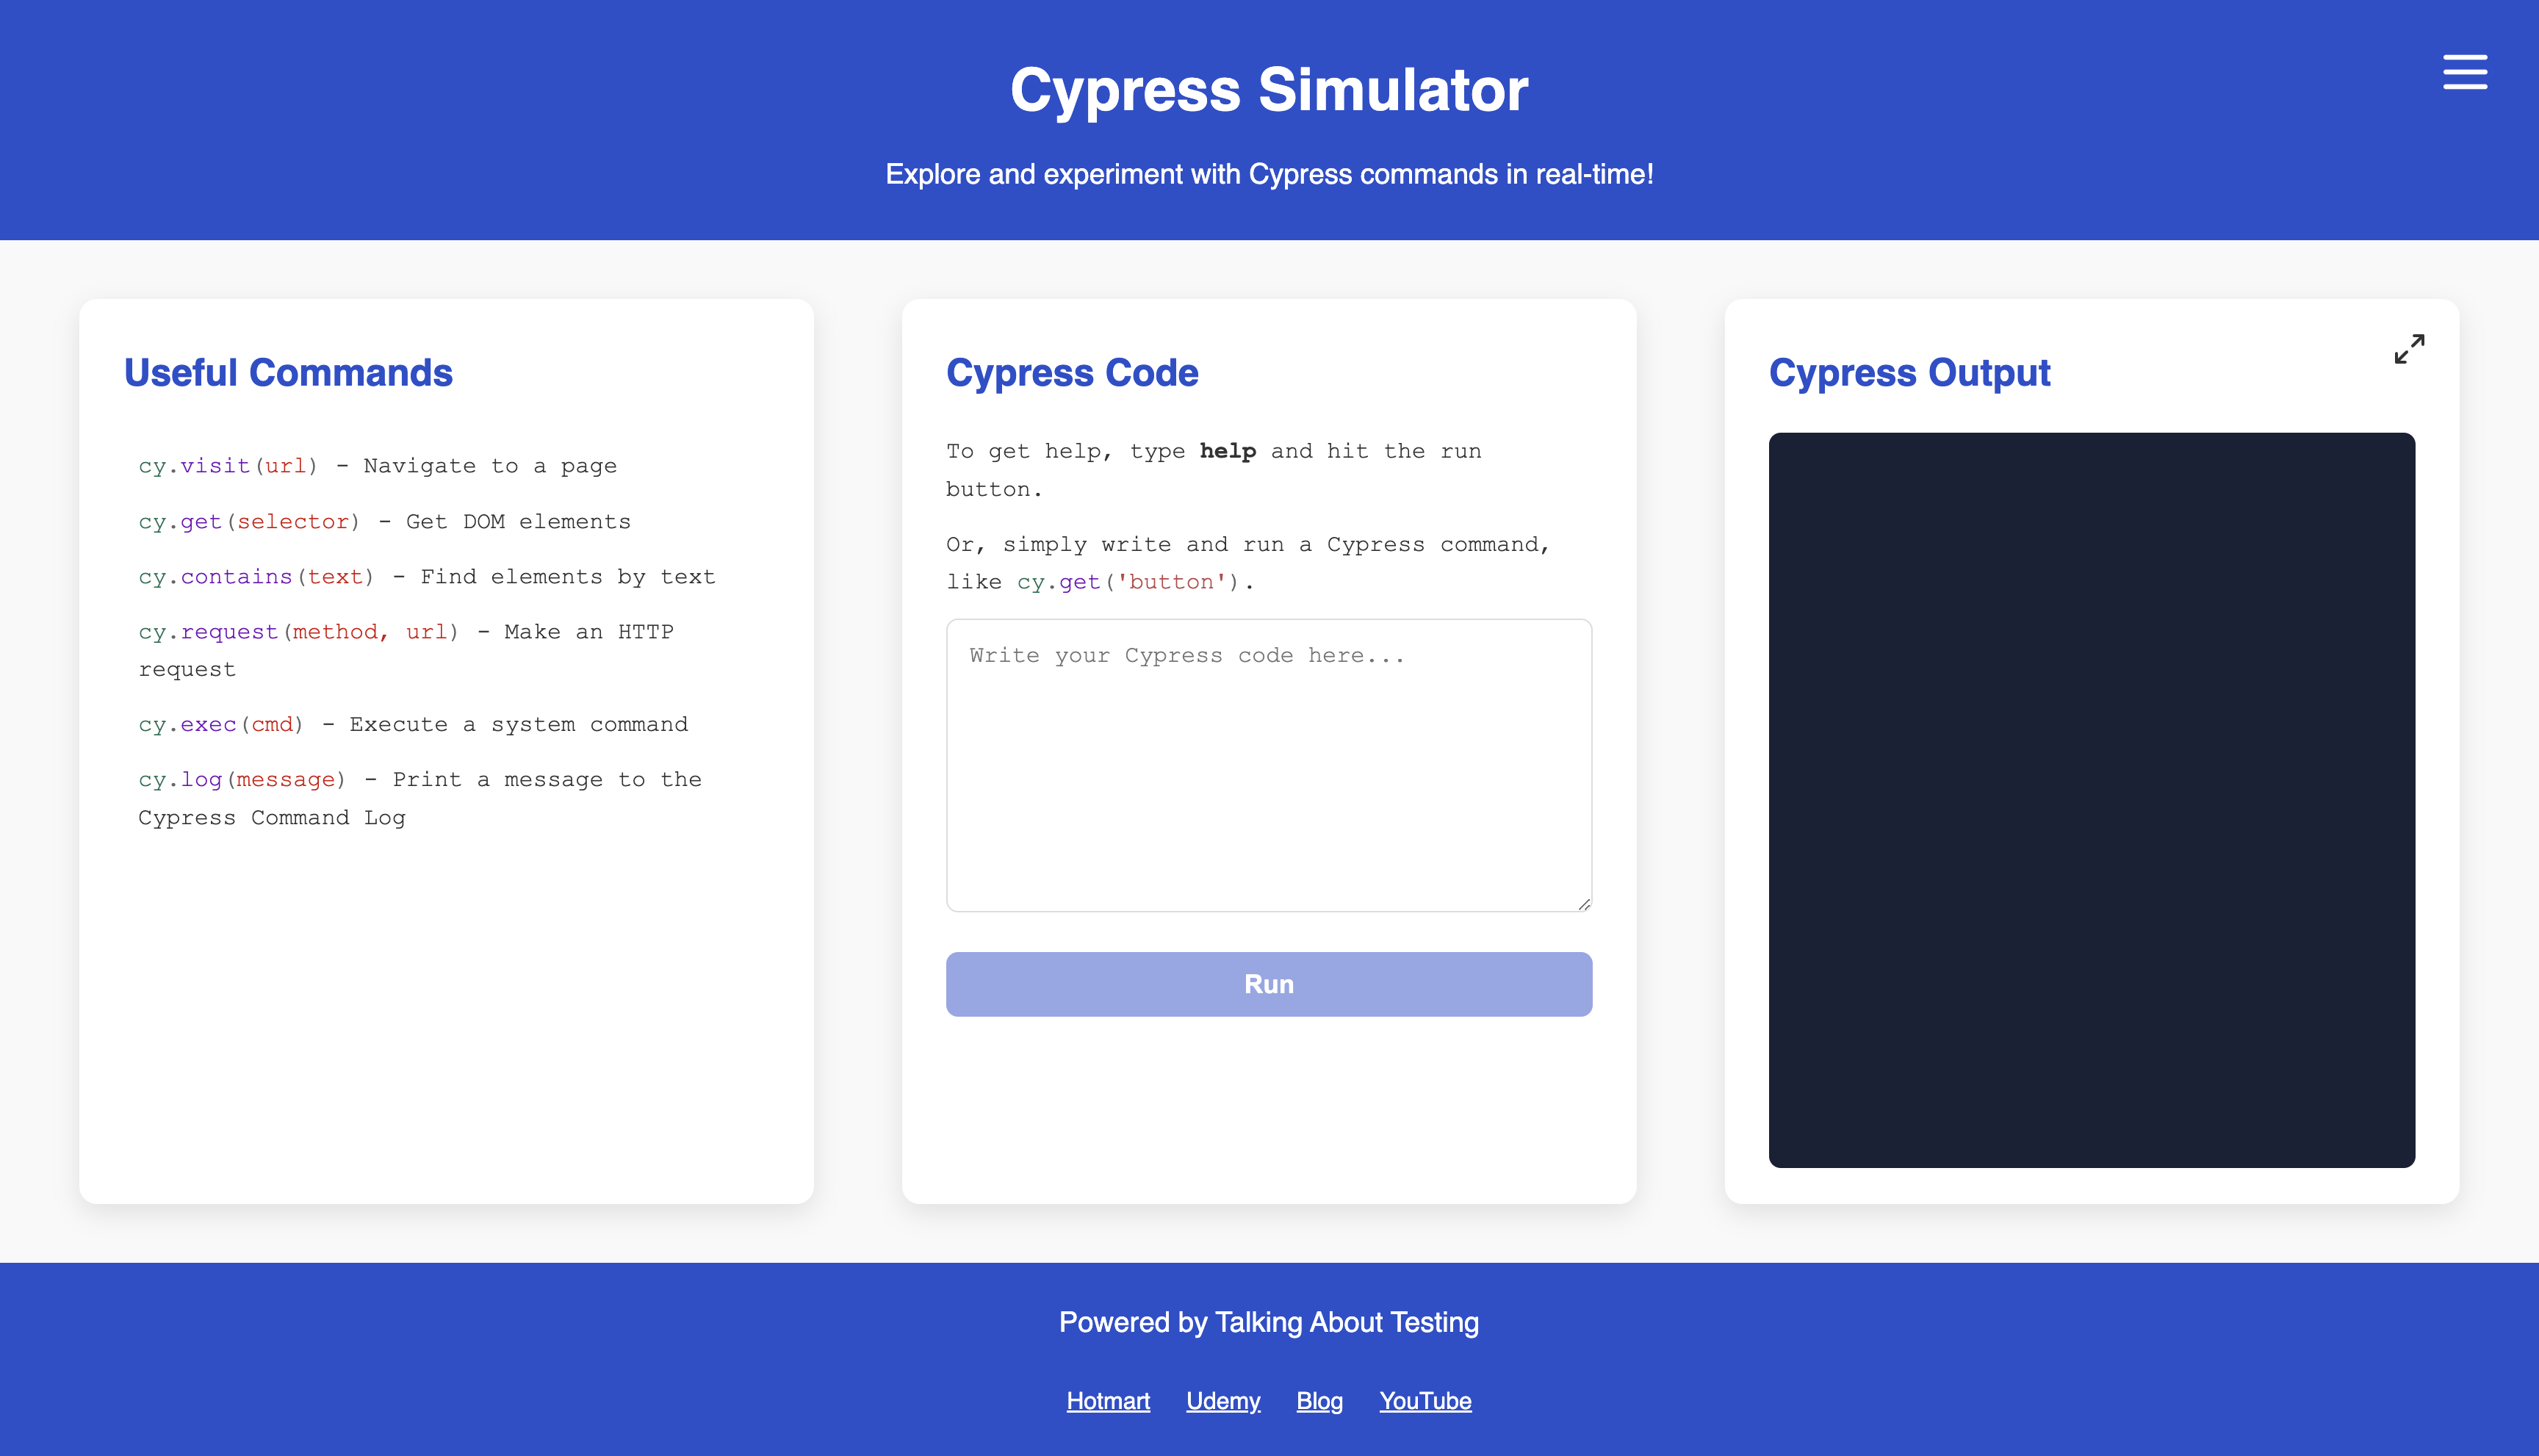 Cypress Simulator
Explore and experiment with Cypress commands in real-time!
Useful Commands
cy.visit(url) - Navigate to a page
cy.get(selector) - Get DOM elements
cy.contains(text) - Find elements by text
cy.request(method, url) - Make an HTTP
request
cy.exec(cmd) - Execute a system command
cy.log(message) - Print a message to the
Cypress Command Log
Cypress Code
To get help, type help and hit the run
button.
Or, simply write and run a Cypress command,
like cy.get('button').
Write your Cypress code here...
Run
Cypress Output
Powered by Talking About Testing
Hotmart Udemy Blog YouTube